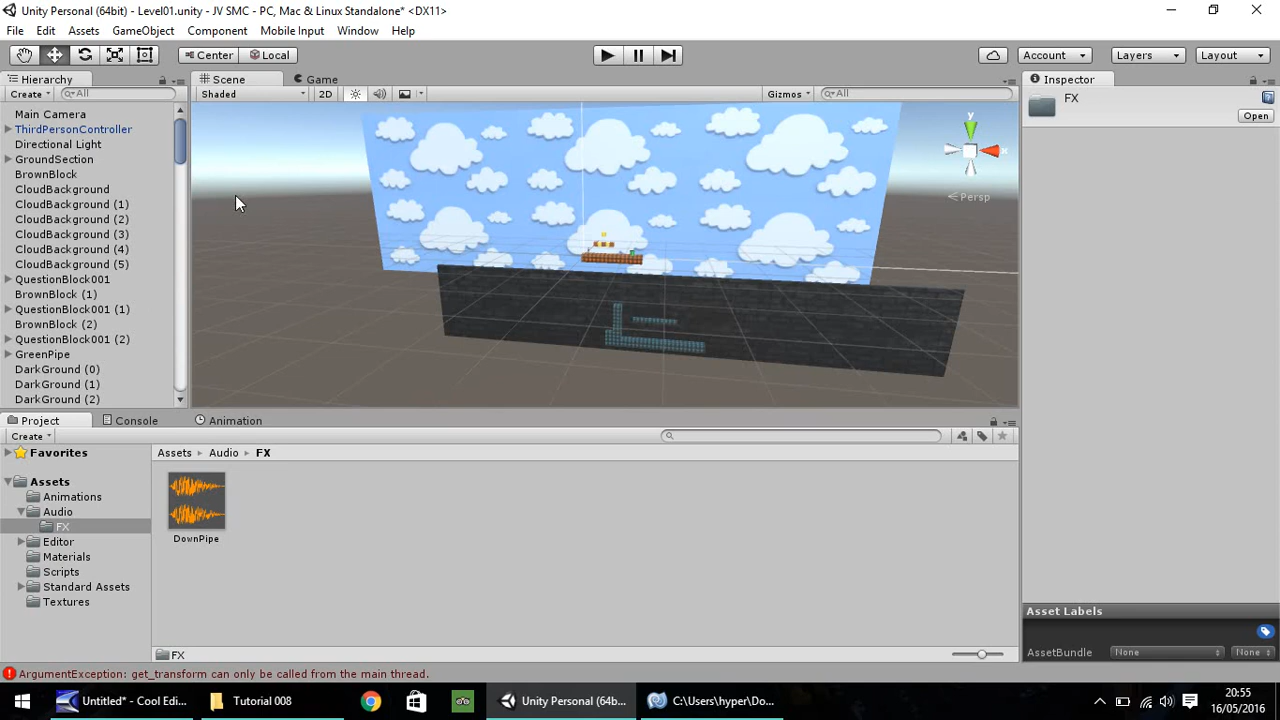 Unity Personal (64bit) - Level01.unity - JV SMC - PC, Mac & Linux Standalone* <DX11>
File Edit Assets GameObject Component Mobile Input Window Help
Center Local Account Layers Layout
Hierarchy Scene Game Inspector
Create All Shaded 2D Gizmos All FX
Open
Main Camera
ThirdPersonController
Directional Light
GroundSection
BrownBlock
CloudBackground
CloudBackground (1)
CloudBackground (2)
CloudBackground (3)
CloudBackground (4)
CloudBackground (5)
QuestionBlock001
BrownBlock (1)
QuestionBlock001 (1)
BrownBlock (2)
QuestionBlock001 (2)
GreenPipe
DarkGround (0)
DarkGround (1)
DarkGround (2)
y
x
Persp
Project Console Animation
Create
Favorites
Assets
Animations
Audio
FX
Editor
Materials
Scripts
Standard Assets
Textures
Assets Audio FX
DownPipe
FX
Asset Labels
AssetBundle None None
ArgumentException: get_transform can only be called from the main thread.
Untitled* - Cool Edi... Tutorial 008 Unity Personal (64b... C:\Users\hyper\Do...
20:55
16/05/2016